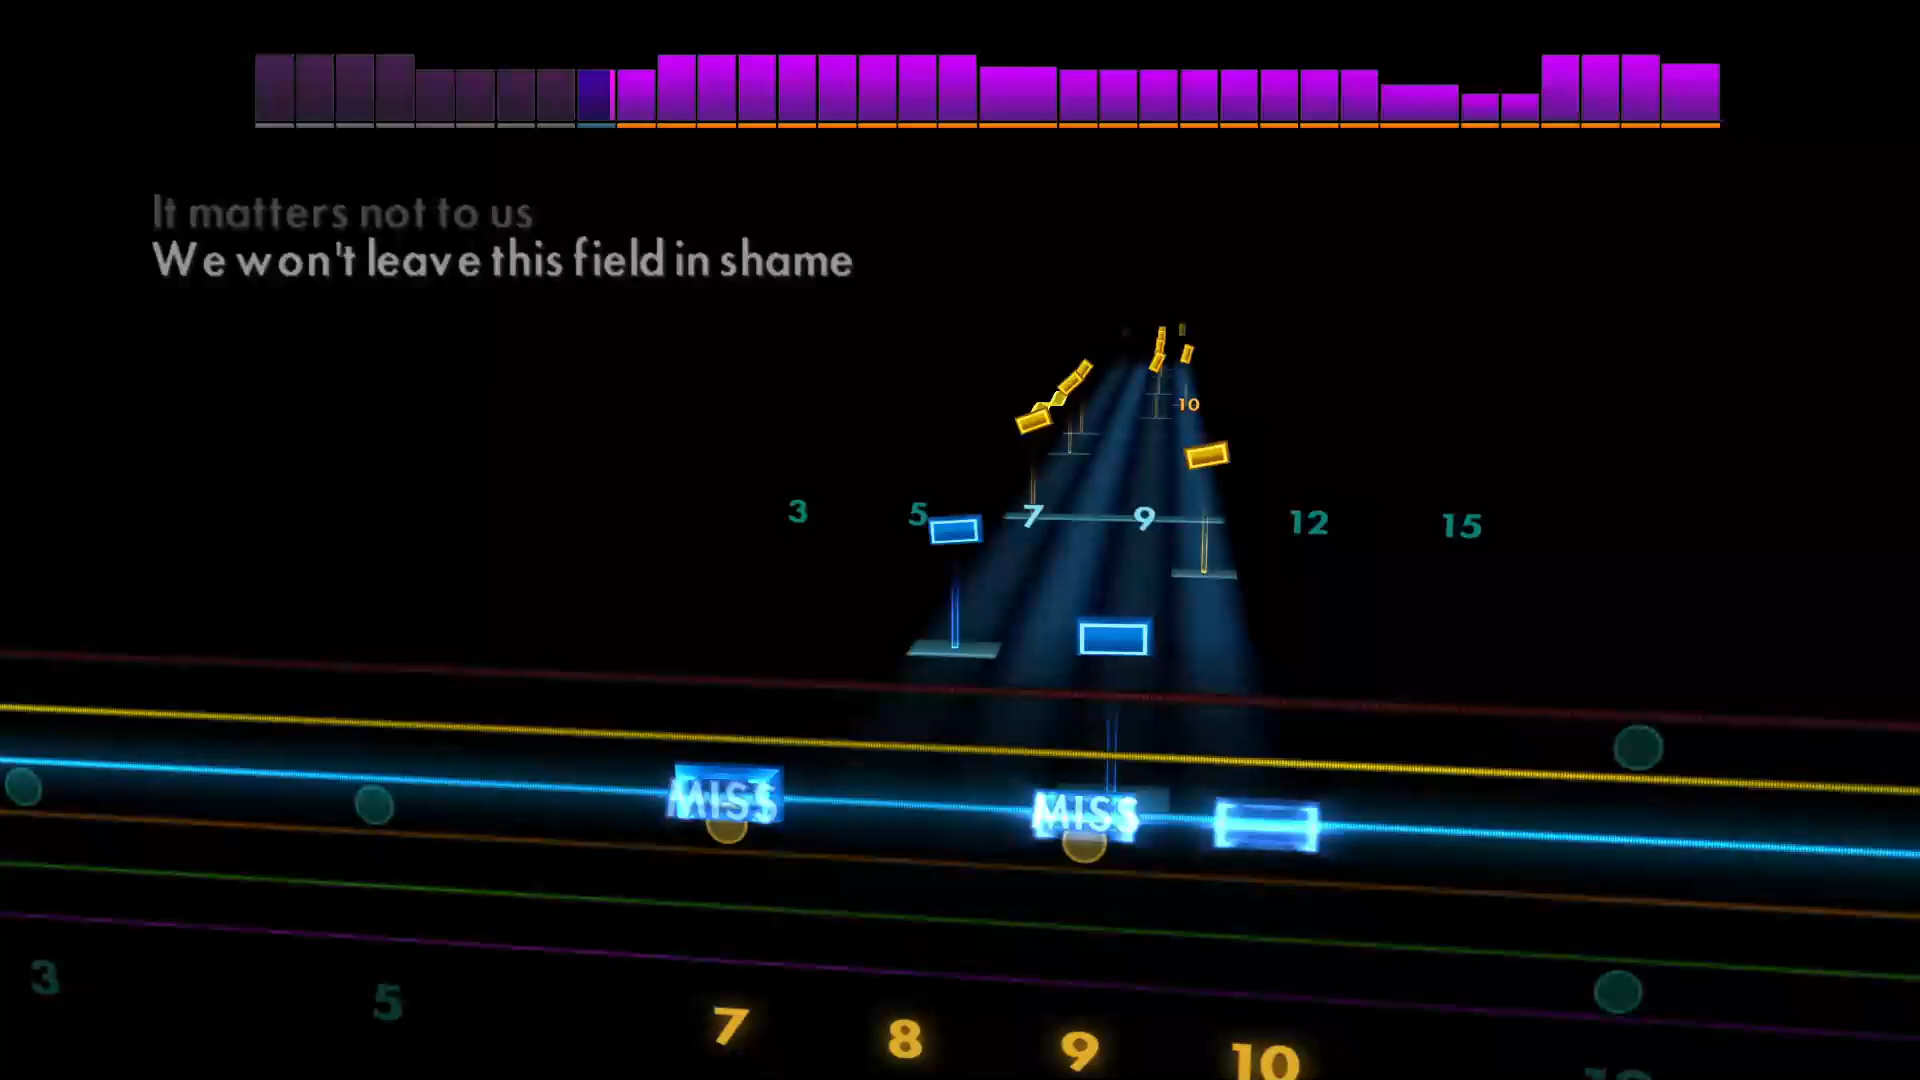 It matters not to us
We won't leave this field in shame
10
3 5 7 9 12 15
MISS MISS
3 5 7 8 9 10